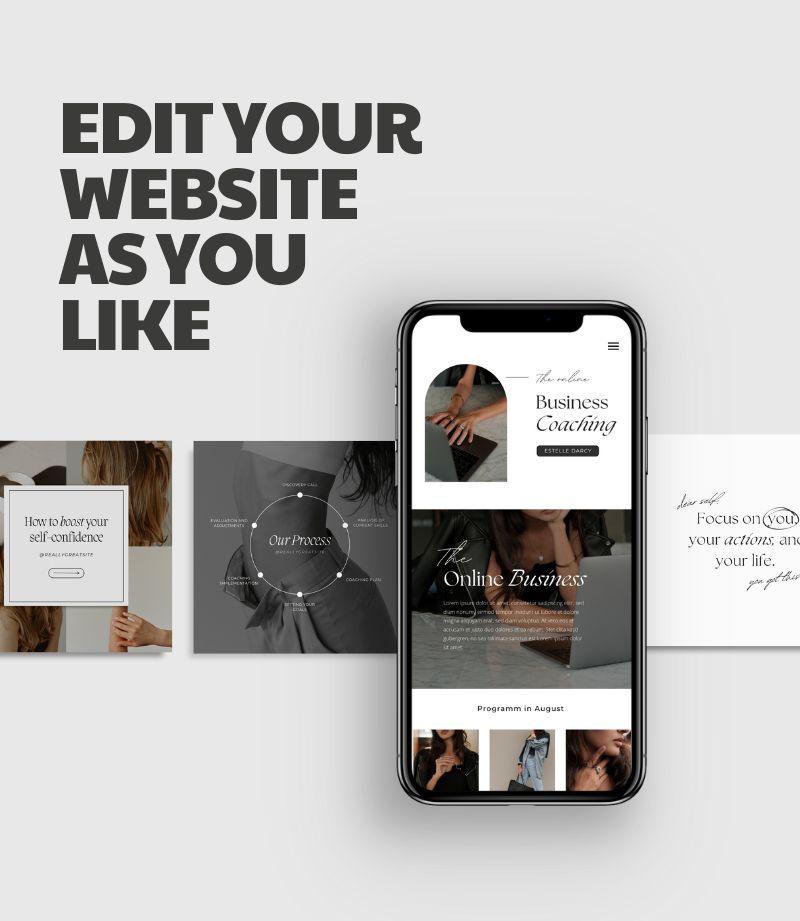 EDIT YOUR
WEBSITE
AS YOU
LIKE
How to boost your
self-confidence
@REALLYGREATSITE
DISCOVERY CALL
EVALUATION AND
ADJUSTMENTS
ANALYSIS OF
CURRENT SKILLS
Our Process
@REALLYGREATSITE
COACHING
IMPLEMENTATION
COACHING PLAN
SETTING YOUR
GOALS
The online
Business
Coaching
ESTELLE DARCY
The
Online Business
Lorem ipsum dolor sit amet, consetetur sadipscing elitr, sed
diam nonumy eirmod tempor invidunt ut labore et dolore
magna aliquyam erat, sed diam voluptua. At vero eos et
accusam et justo duo dolores et ea rebum. Stet clita kasd
gubergren, no sea takimata sanctus est Lorem ipsum dolor
sit amet.
Programm in August
dear self,
Focus on you,
your actions, and
your life.
you got this